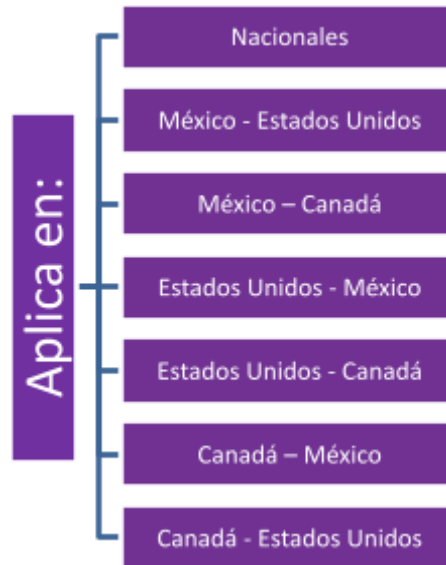 Aplica en:
Nacionales
México - Estados Unidos
México – Canadá
Estados Unidos - México
Estados Unidos - Canadá
Canadá – México
Canadá - Estados Unidos